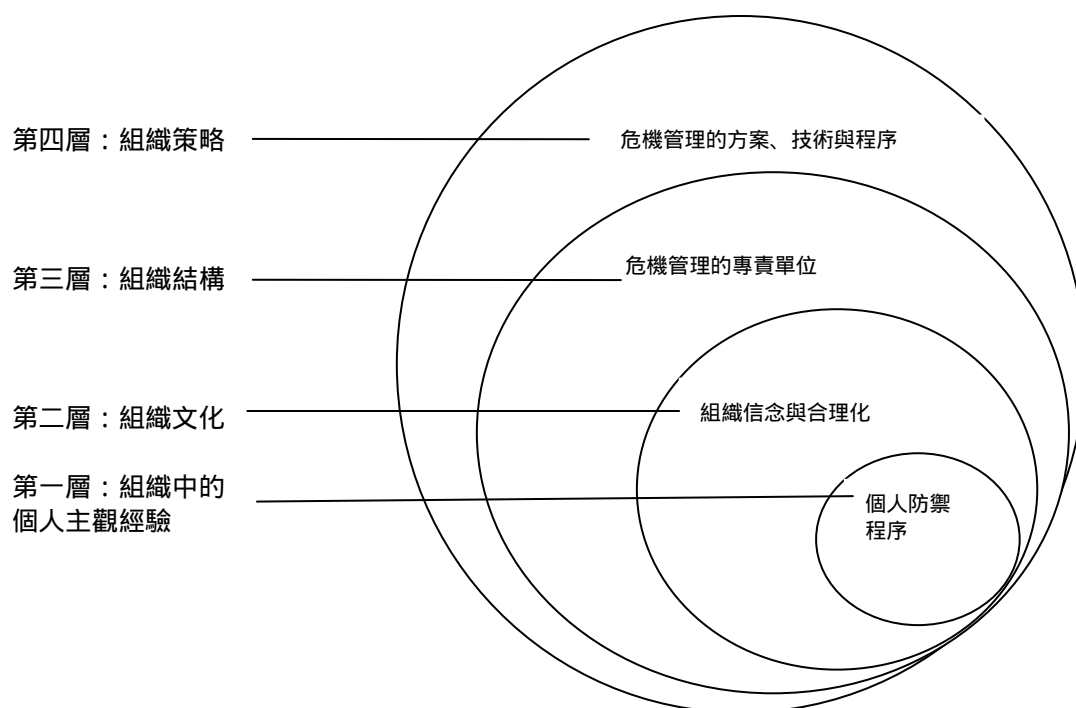 第四層：組織策略
危機管理的方案、技術與程序
第三層：組織結構
危機管理的專責單位
第二層：組織文化
組織信念與合理化
第一層：組織中的
個人主觀經驗
個人防禦
程序